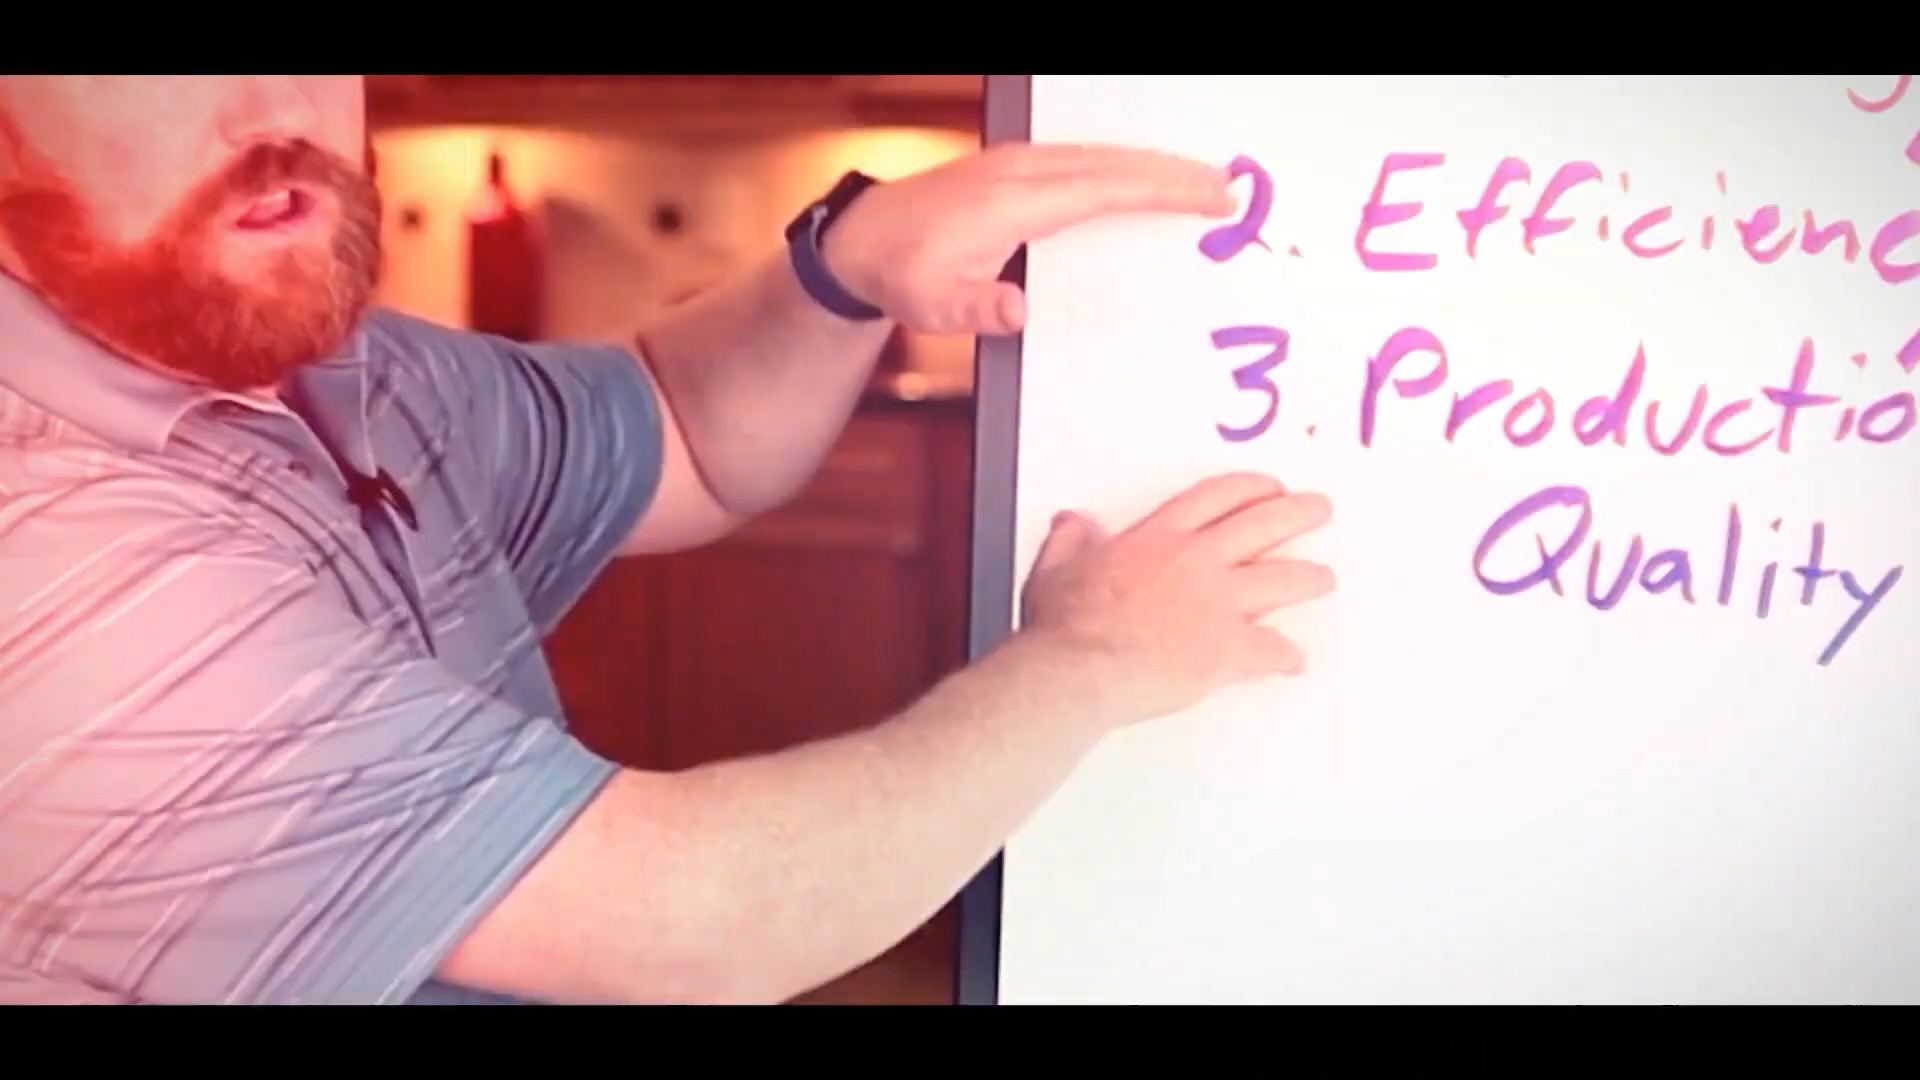 2. Efficienc
3. Productio
Quality